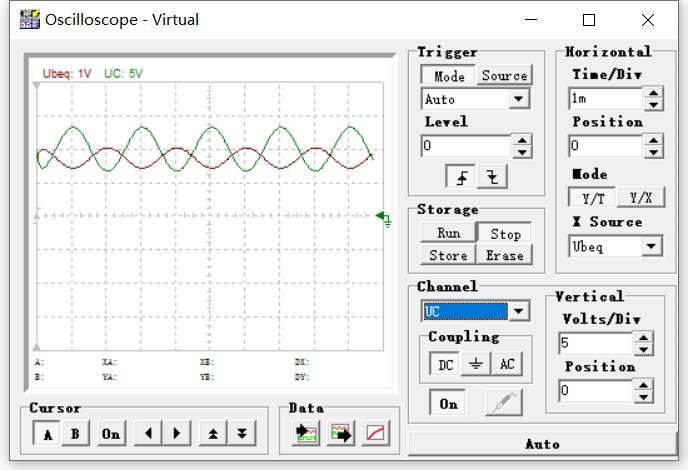 Oscilloscope - Virtual
Ubeq: 1V UC: 5V
A: XA: XB: DX:
B: YA: YB: DY:
Cursor
A B On
Data
Trigger
Mode Source
Auto
Level
0
Storage
Run Stop
Store Erase
Horizontal
Time/Div
1m
Position
0
Mode
Y/T Y/X
X Source
Ubeq
Channel
UC
Coupling
DC AC
On
Vertical
Volts/Div
5
Position
0
Auto